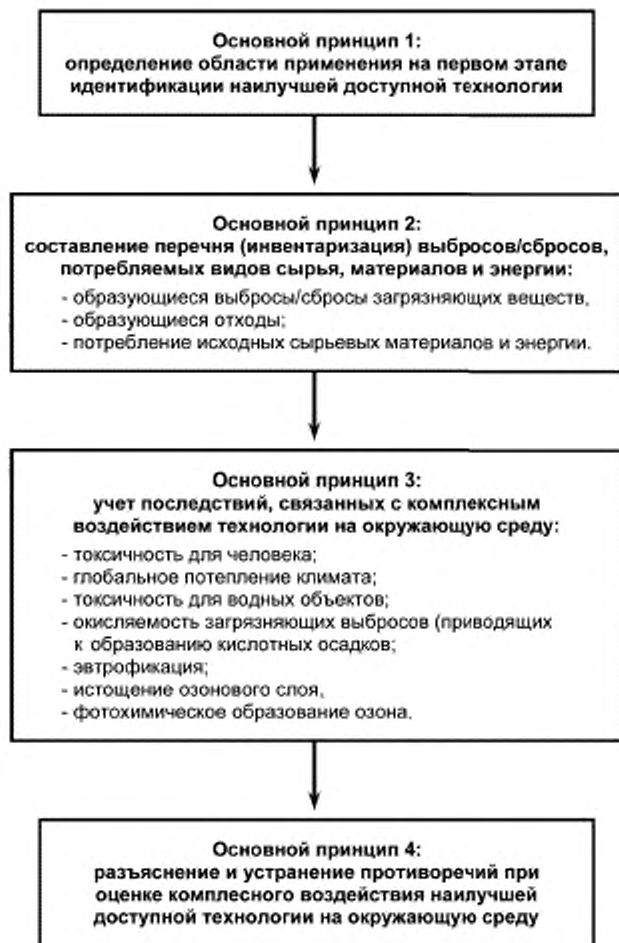 Основной принцип 1:
определение области применения на первом этапе
идентификации наилучшей доступной технологии
Основной принцип 2:
составление перечня (инвентаризация) выбросов/сбросов,
потребляемых видов сырья, материалов и энергии:
- образующиеся выбросы/сбросы загрязняющих веществ,
- образующиеся отходы;
- потребление исходных сырьевых материалов и энергии.
Основной принцип 3:
учет последствий, связанных с комплексным
воздействием технологии на окружающую среду:
- токсичность для человека;
- глобальное потепление климата;
- токсичность для водных объектов;
- окисляемость загрязняющих выбросов (приводящих
к образованию кислотных осадков;
- эвтрофикация;
- истощение озонового слоя,
- фотохимическое образование озона.
Основной принцип 4:
разъяснение и устранение противоречий при
оценке комплесного воздействия наилучшей
доступной технологии на окружающую среду